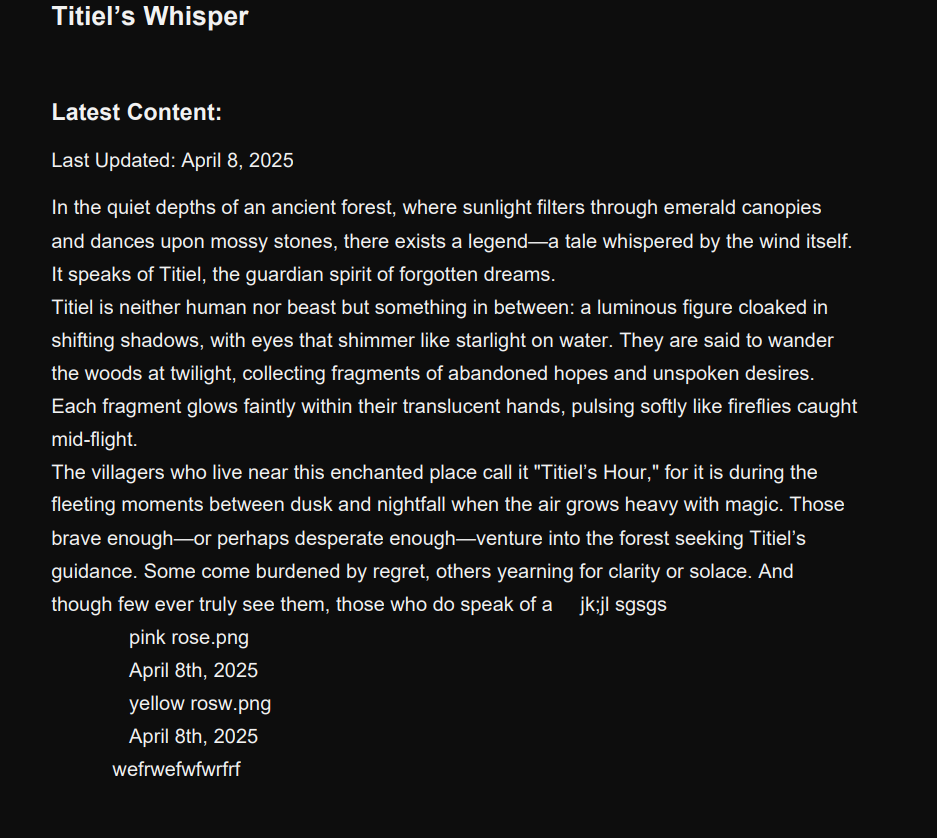 Titiel’s Whisper
Latest Content:
Last Updated: April 8, 2025
In the quiet depths of an ancient forest, where sunlight filters through emerald canopies
and dances upon mossy stones, there exists a legend—a tale whispered by the wind itself.
It speaks of Titiel, the guardian spirit of forgotten dreams.
Titiel is neither human nor beast but something in between: a luminous figure cloaked in
shifting shadows, with eyes that shimmer like starlight on water. They are said to wander
the woods at twilight, collecting fragments of abandoned hopes and unspoken desires.
Each fragment glows faintly within their translucent hands, pulsing softly like fireflies caught
mid-flight.
The villagers who live near this enchanted place call it "Titiel’s Hour," for it is during the
fleeting moments between dusk and nightfall when the air grows heavy with magic. Those
brave enough—or perhaps desperate enough—venture into the forest seeking Titiel’s
guidance. Some come burdened by regret, others yearning for clarity or solace. And
though few ever truly see them, those who do speak of a jk;jl sgsgs
pink rose.png
April 8th, 2025
yellow rosw.png
April 8th, 2025
wefrwefwfwrfrf